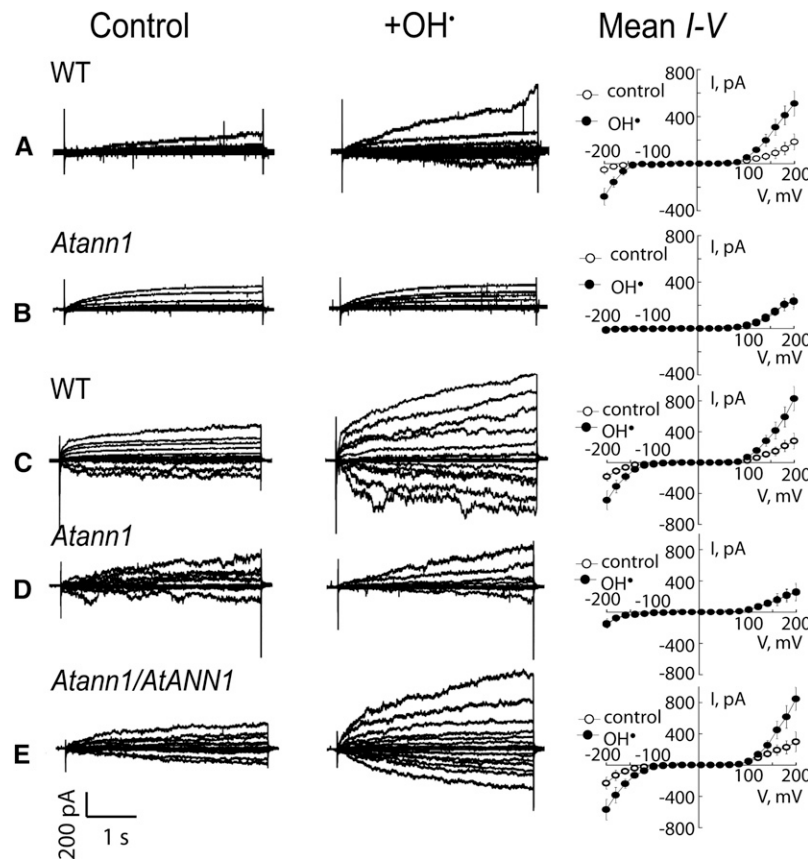 Control
+OH•
Mean I-V
WT
A
800
I, pA
control
400
OH•
-200
-100
100
200
V, mV
-400
Atann1
B
800
I, pA
control
400
OH•
-200
-100
100
200
V, mV
-400
WT
C
800
I, pA
control
400
OH•
-200
-100
100
200
-400
V, mV
-800
Atann1
D
800
I, pA
control
400
OH•
-200
-100
100
200
-400
V, mV
-800
Atann1/AtANN1
E
800
I, pA
control
400
OH•
-200
-100
100
200
-400
V, mV
-800
200 pA
1 s